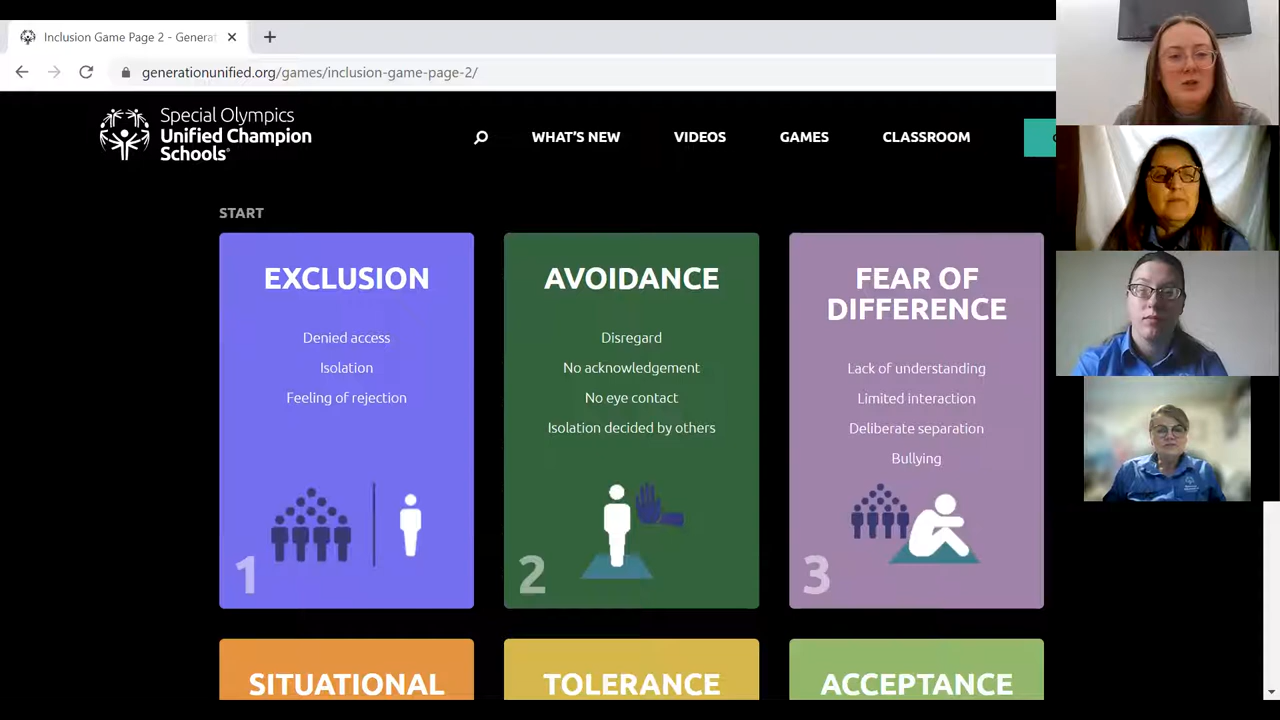 Inclusion Game Page 2 - Genera
generationunified.org/games/inclusion-game-page-2/
Special Olympics
Unified Champion
Schools®
WHAT'S NEW
VIDEOS
GAMES
CLASSROOM
START
EXCLUSION
Denied access
Isolation
Feeling of rejection
1
AVOIDANCE
Disregard
No acknowledgement
No eye contact
Isolation decided by others
2
FEAR OF
DIFFERENCE
Lack of understanding
Limited interaction
Deliberate separation
Bullying
3
SITUATIONAL
TOLERANCE
ACCEPTANCE